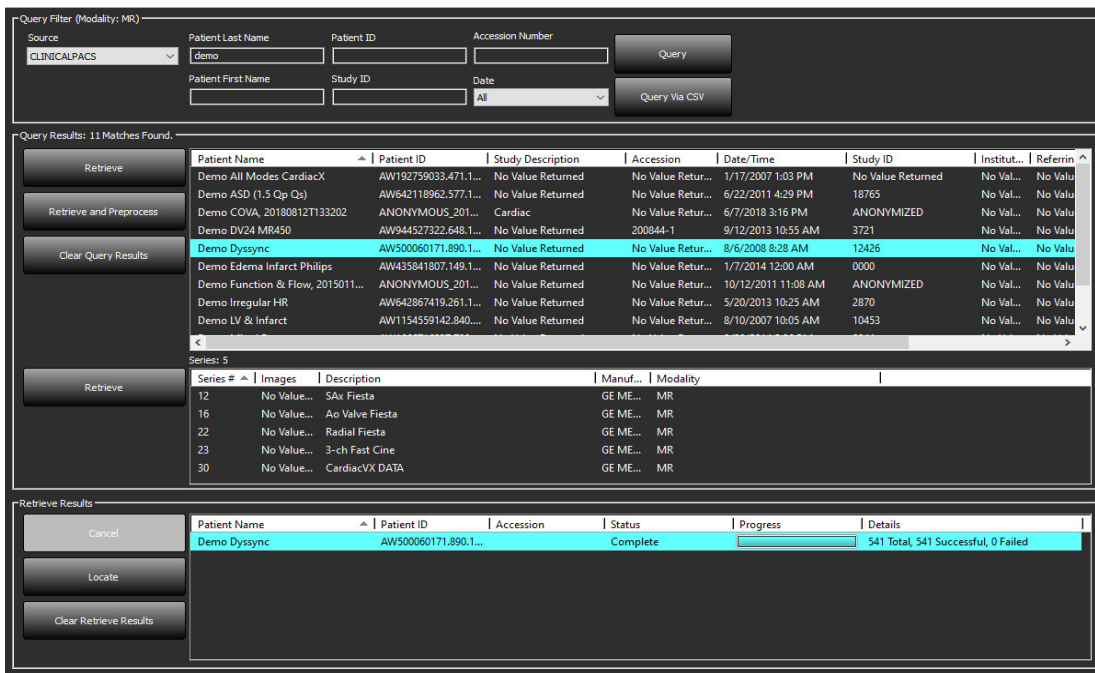 Query Filter (Modality: MR)
Source Patient Last Name Patient ID Accession Number
CLINICALPACS demo Query
Patient First Name Study ID Date
All Query Via CSV
Query Results: 11 Matches Found.
Retrieve
Retrieve and Preprocess
Clear Query Results
Patient Name Patient ID Study Description Accession Date/Time Study ID Institut... Referrin
Demo All Modes CardiacX AW192759033.471.1... No Value Returned No Value Retur... 1/17/2007 1:03 PM No Value Returned No Val... No Valu
Demo ASD (1.5 Qp Qs) AW642118962.577.1... No Value Returned No Value Retur... 6/22/2011 4:29 PM 18765 No Val... No Valu
Demo COVA, 20180812T133202 ANONYMOUS_201... Cardiac No Value Retur... 6/7/2018 3:16 PM ANONYMIZED No Val... No Valu
Demo DV24 MR450 AW944527322.648.1... No Value Returned 200844-1 9/12/2013 10:55 AM 3721 No Val... No Valu
Demo Dyssync AW500060171.890.1... No Value Returned No Value Retur... 8/6/2008 8:28 AM 12426 No Val... No Valu
Demo Edema Infarct Philips AW435841807.149.1... No Value Returned No Value Retur... 1/7/2014 12:00 AM 0000 No Val... No Valu
Demo Function & Flow, 2015011... ANONYMOUS_201... No Value Returned No Value Retur... 10/12/2011 11:08 AM ANONYMIZED No Val... No Valu
Demo Irregular HR AW642867419.261.1... No Value Returned No Value Retur... 5/20/2013 10:25 AM 2870 No Val... No Valu
Demo LV & Infarct AW1154559142.840.... No Value Returned No Value Retur... 8/10/2007 10:05 AM 10453 No Val... No Valu
Series: 5
Retrieve
Series # Images Description Manuf... Modality
12 No Value... SAx Fiesta GE ME... MR
16 No Value... Ao Valve Fiesta GE ME... MR
22 No Value... Radial Fiesta GE ME... MR
23 No Value... 3-ch Fast Cine GE ME... MR
30 No Value... CardiacVX DATA GE ME... MR
Retrieve Results
Cancel
Locate
Clear Retrieve Results
Patient Name Patient ID Accession Status Progress Details
Demo Dyssync AW500060171.890.1... Complete 541 Total, 541 Successful, 0 Failed